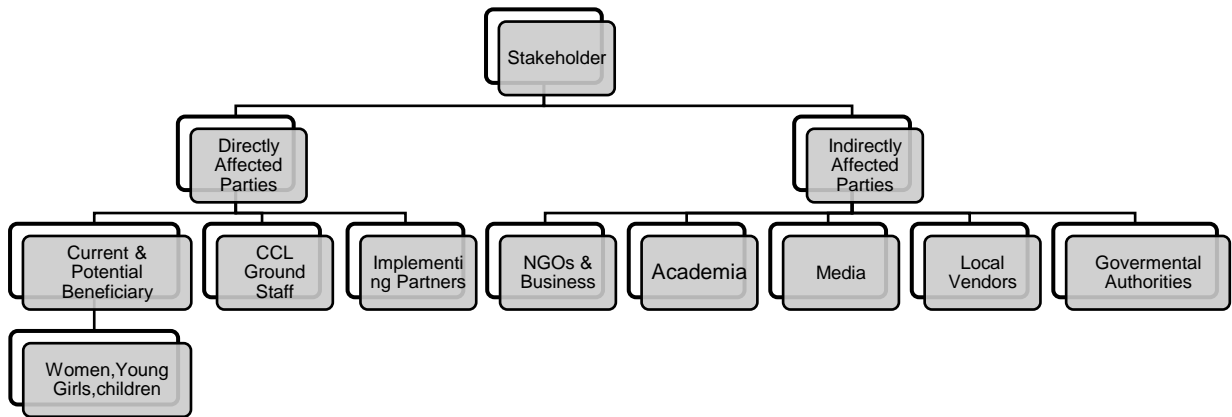 Stakeholder
Directly
Affected
Parties
Indirectly
Affected
Parties
Current &
Potential
Beneficiary
CCL
Ground
Staff
Implementi
ng Partners
NGOs &
Business
Academia
Media
Local
Vendors
Govermental
Authorities
Women,Young
Girls,children